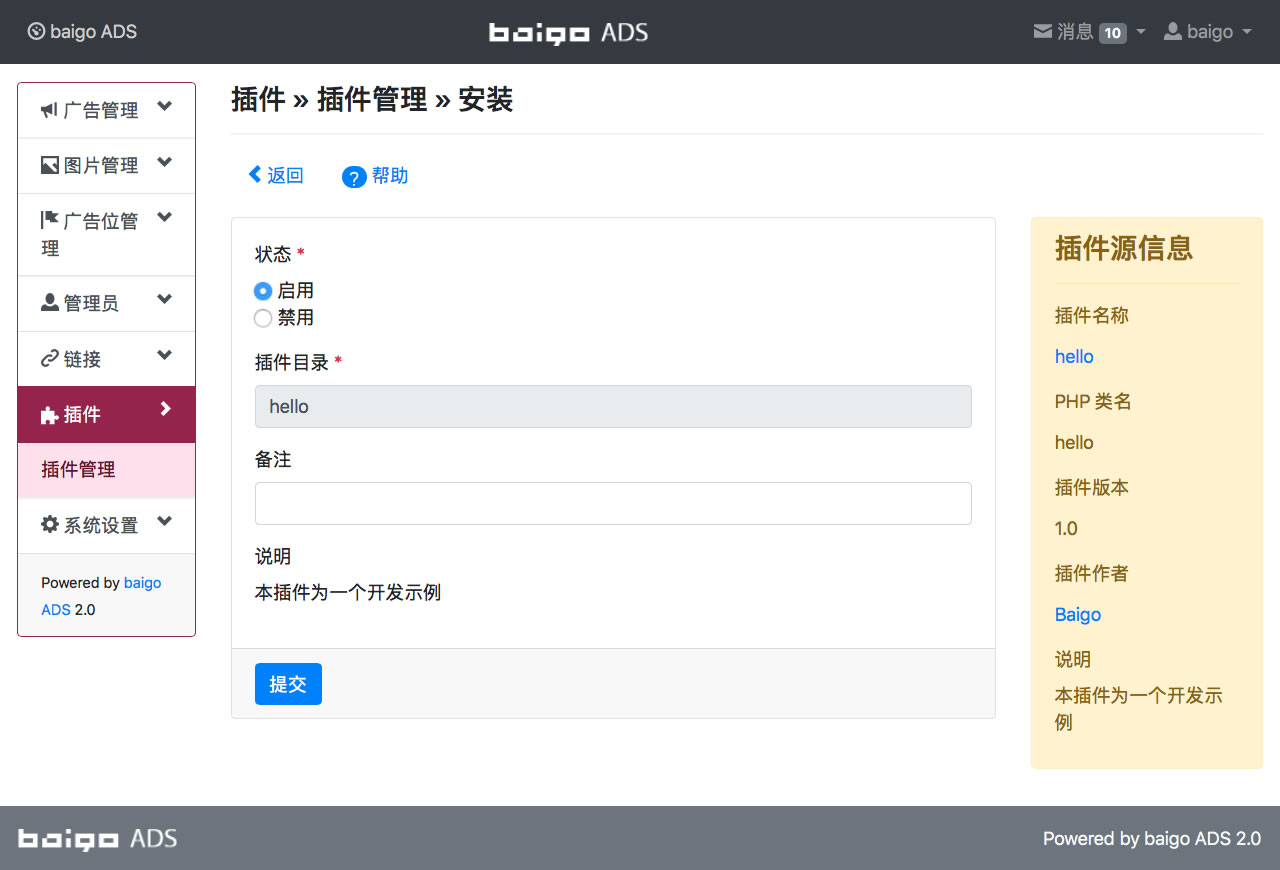 baigo ADS
baigo ADS
消息 10
baigo
广告管理
图片管理
广告位管
理
管理员
链接
插件
插件管理
系统设置
Powered by baigo
ADS 2.0
插件 » 插件管理 » 安装
返回
? 帮助
状态 *
启用
禁用
插件目录 *
hello
备注
说明
本插件为一个开发示例
提交
插件源信息
插件名称
hello
PHP 类名
hello
插件版本
1.0
插件作者
Baigo
说明
本插件为一个开发示
例
baigo ADS
Powered by baigo ADS 2.0